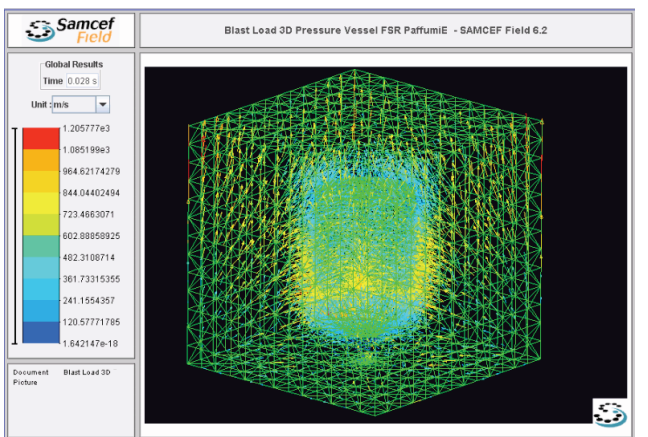 Samcef
Field
Blast Load 3D Pressure Vessel FSR PaffumiE - SAMCEF Field 6.2
Global Results
Time 0.028 s
Unit : m/s
1.205777e3
1.085199e3
964.62174279
844.04402494
723.4663071
602.88858925
482.3108714
361.73315355
241.1554357
120.57771785
1.642147e-18
Document Blast Load 3D
Picture